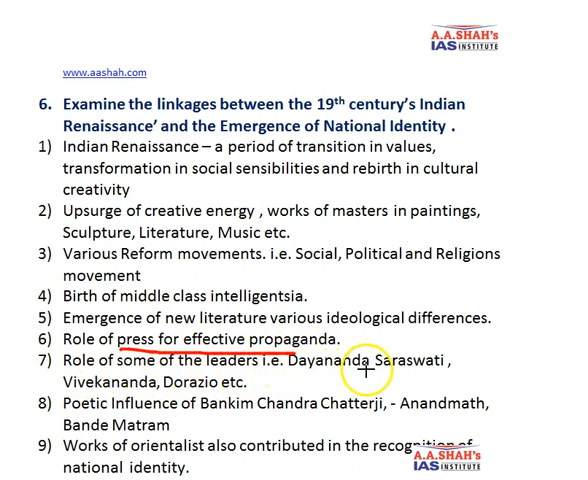 A.A.SHAH's
IAS INSTITUTE
www.aashah.com
6. Examine the linkages between the 19th century's Indian
Renaissance' and the Emergence of National Identity .
1) Indian Renaissance – a period of transition in values,
transformation in social sensibilities and rebirth in cultural
creativity
2) Upsurge of creative energy , works of masters in paintings,
Sculpture, Literature, Music etc.
3) Various Reform movements. i.e. Social, Political and Religions
movement
4) Birth of middle class intelligentsia.
5) Emergence of new literature various ideological differences.
6) Role of press for effective propaganda.
7) Role of some of the leaders i.e. Dayananda Saraswati ,
Vivekananda, Dorazio etc.
8) Poetic Influence of Bankim Chandra Chatterji, - Anandmath,
Bande Matram
9) Works of orientalist also contributed in the recognition of
national identity.
A.A.SHAH's
IAS INSTITUTE